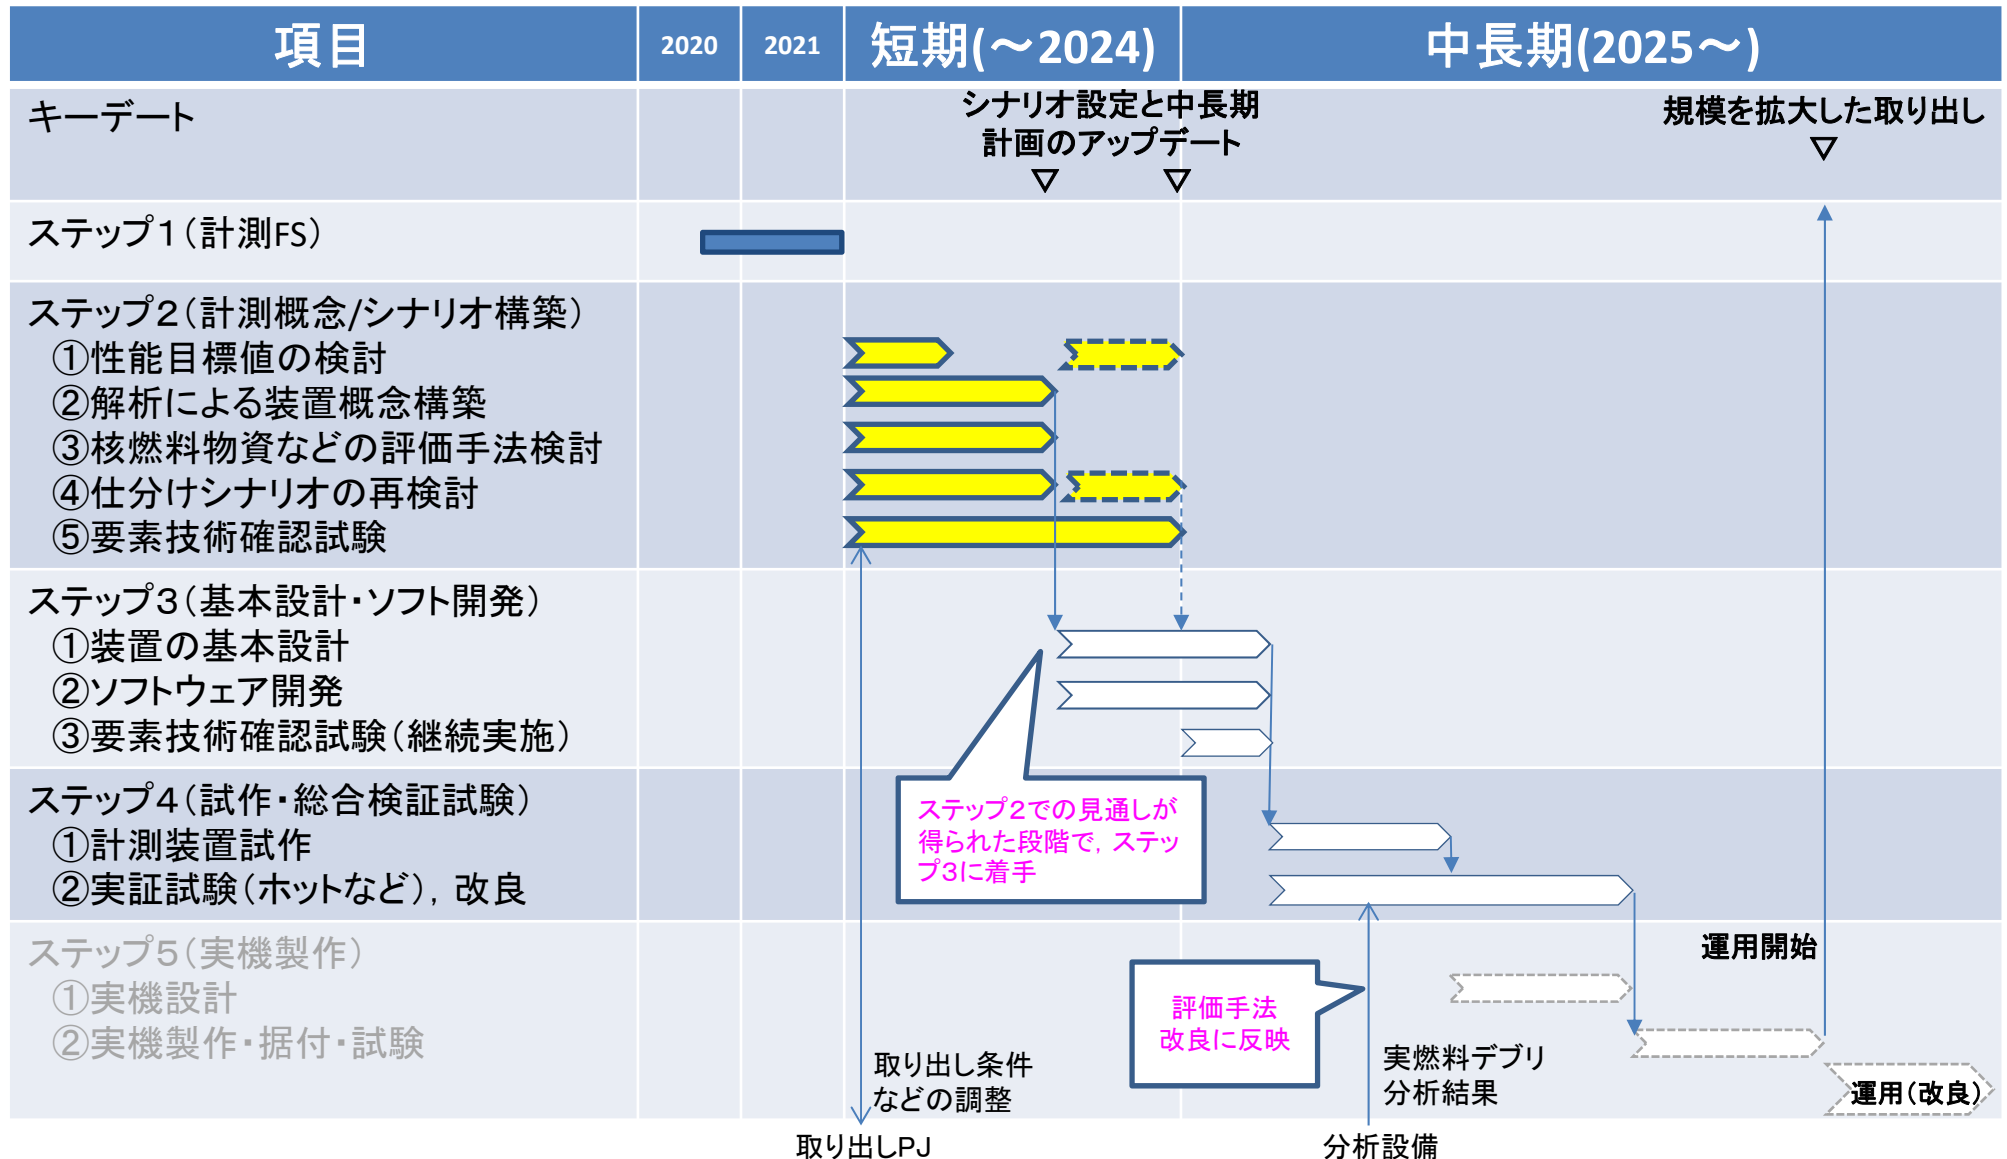 項目 2020 2021 短期(～2024) 中長期(2025～)
キーデート
シナリオ設定と中長期
計画のアップデート
▽ ▽
規模を拡大した取り出し
▽
ステップ１（計測FS）
ステップ２（計測概念/シナリオ構築）
①性能目標値の検討
②解析による装置概念構築
③核燃料物資などの評価手法検討
④仕分けシナリオの再検討
⑤要素技術確認試験
ステップ３（基本設計・ソフト開発）
①装置の基本設計
②ソフトウェア開発
③要素技術確認試験（継続実施）
ステップ２での見通しが
得られた段階で，ステッ
プ３に着手
ステップ４（試作・総合検証試験）
①計測装置試作
②実証試験（ホットなど），改良
ステップ５（実機製作）
①実機設計
②実機製作・据付・試験
運用開始
評価手法
改良に反映
取り出し条件
などの調整
実燃料デブリ
分析結果
運用（改良）
取り出しPJ
分析設備